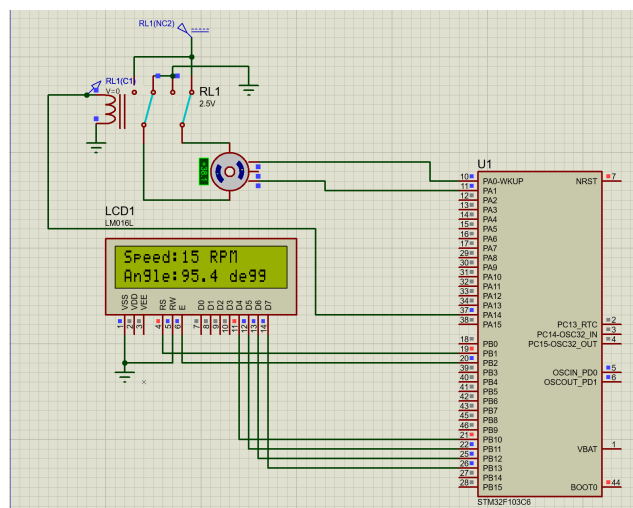 RL1(NC2)
RL1(C1)
V=0
RL1
2.5V
+38.1
U1
LCD1
LM016L
Speed:15 RPM
Angle:95.4 degg
VSS
VDD
VEE
RS
RW
E
D0
D1
D2
D3
D4
D5
D6
D7
1
2
3
4
5
6
7
8
9
10
11
12
13
14
10 PA0-WKUP
11 PA1
12 PA2
13 PA3
14 PA4
15 PA5
16 PA6
17 PA7
29 PA8
30 PA9
31 PA10
32 PA11
33 PA12
34 PA13
37 PA14
38 PA15
18 PB0
19 PB1
20 PB2
39 PB3
40 PB4
41 PB5
42 PB6
43 PB7
45 PB8
46 PB9
21 PB10
22 PB11
25 PB12
26 PB13
27 PB14
28 PB15
NRST 7
PC13_RTC 2
PC14-OSC32_IN 3
PC15-OSC32_OUT 4
OSCIN_PD0 5
OSCOUT_PD1 6
VBAT 1
BOOT0 44
STM32F103C6